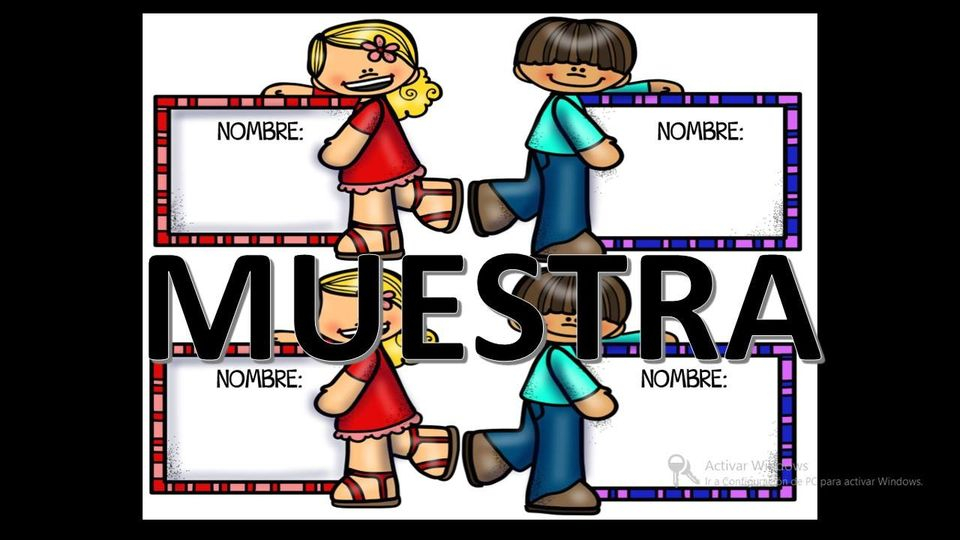 NOMBRE:
NOMBRE:
MUESTRA
NOMBRE:
NOMBRE:
Activar Windows
Ir a Configuración de PC para activar Windows.